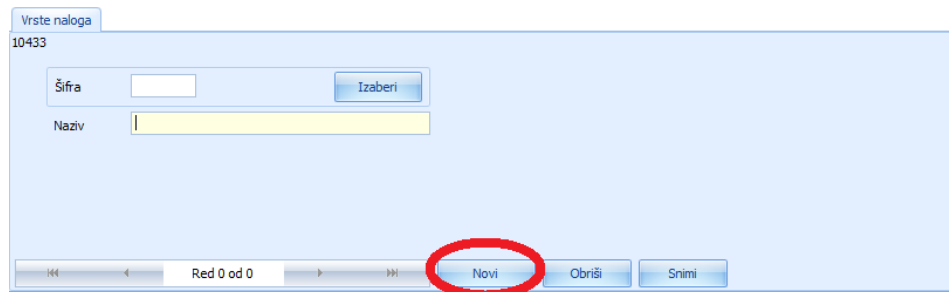 Vrste naloga
10433
Šifra
Izaberi
Naziv
Red 0 od 0
Novi
Obriši
Snimi